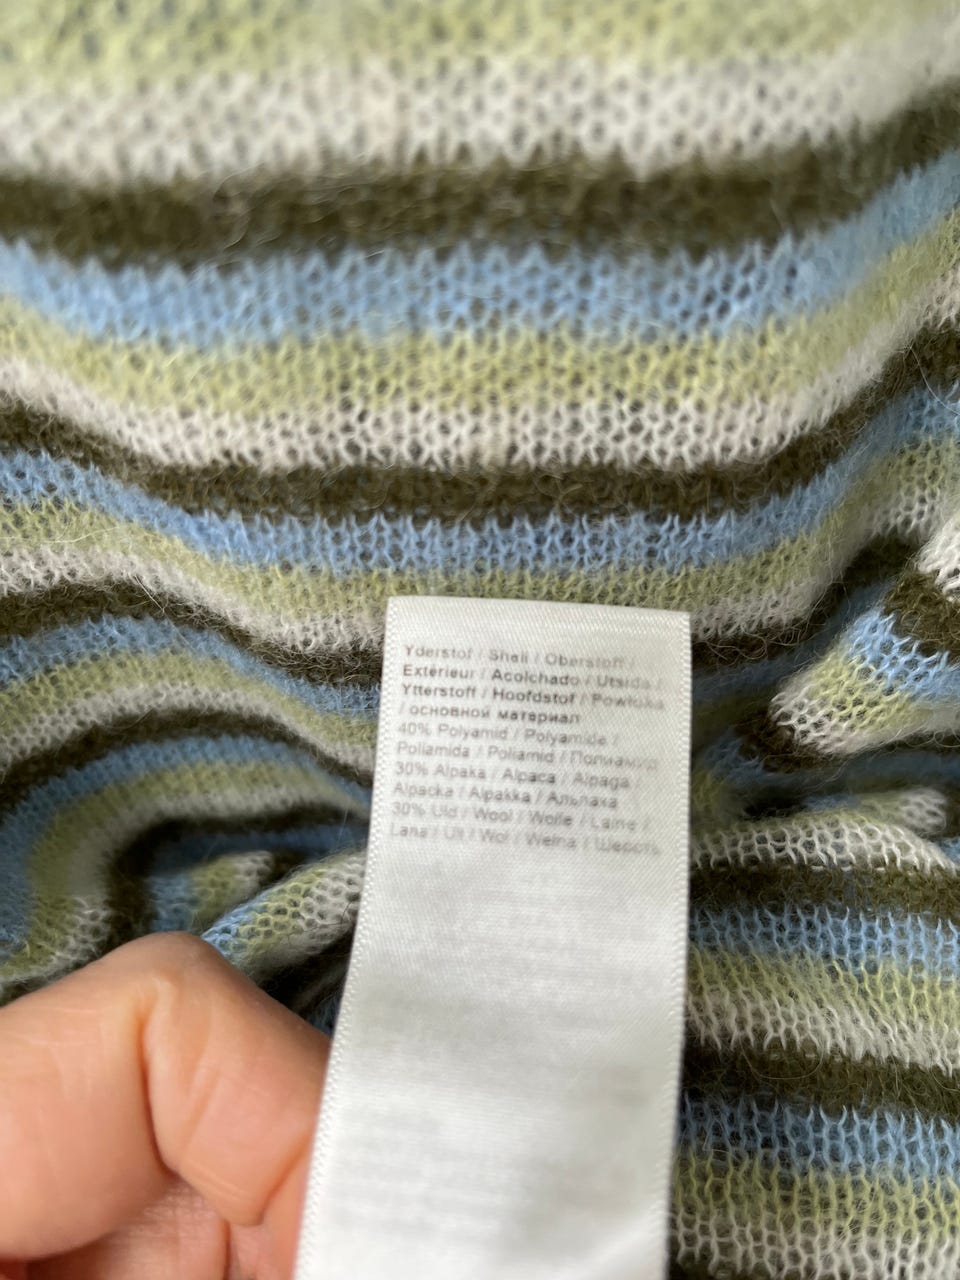 Yderstof / Shell / Oberstoff /
Extérieur / Acolchado / Utsida /
Ytterstoff / Hoofdstof / Powłoka
/ основной материал
40% Polyamid / Polyamide /
Poliamida / Poliamid / Полиамид
30% Alpaka / Alpaca / Alpaga
Alpacka / Alpakka / Альпака
30% Uld / Wool / Wolle / Laine /
Lana / Ull / Wol / Wełna / Шерсть